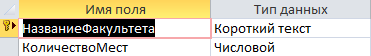 Имя поля Тип данных
НазваниеФакультета Короткий текст
КоличествоМест Числовой